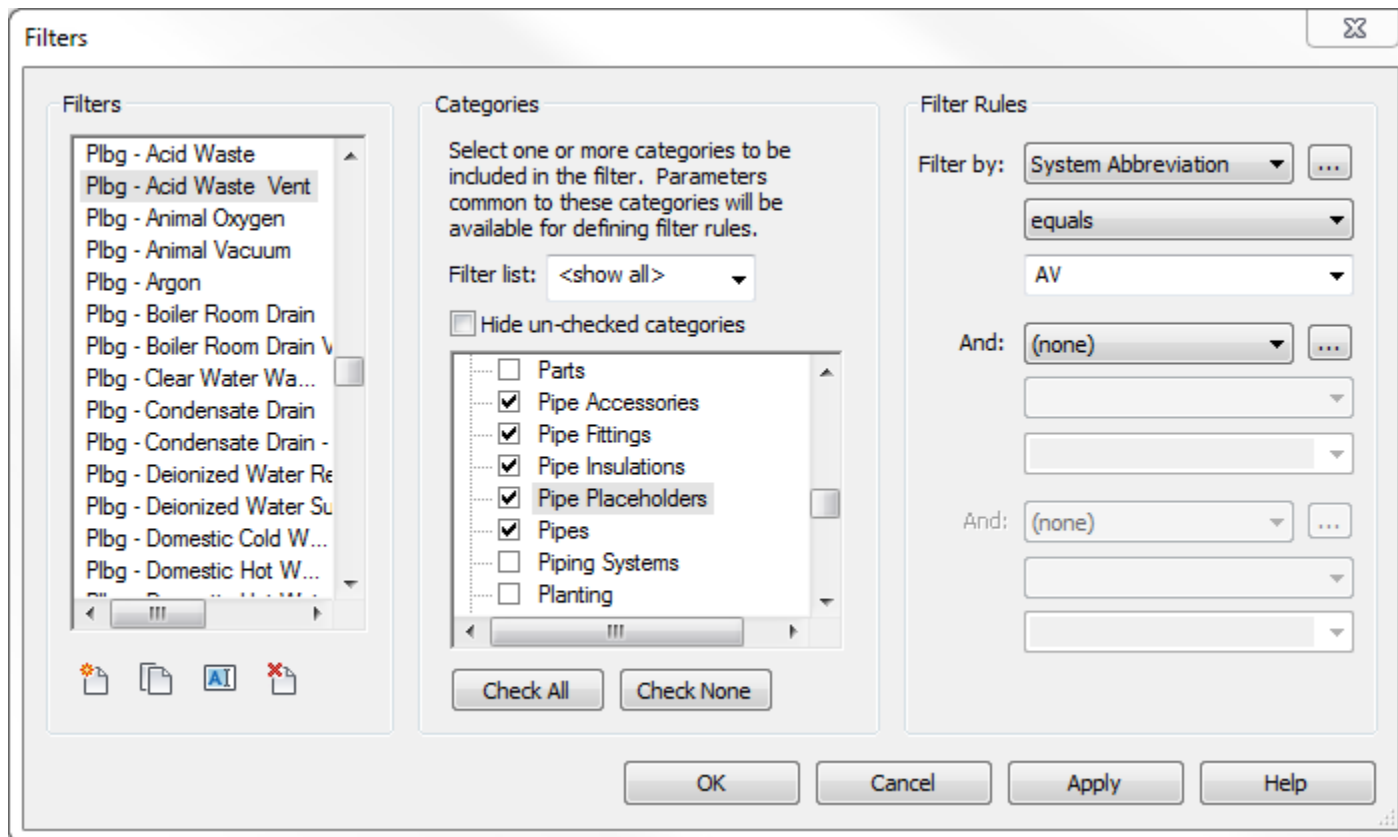 Filters
Filters
Plbg - Acid Waste
Plbg - Acid Waste  Vent
Plbg - Animal Oxygen
Plbg - Animal Vacuum
Plbg - Argon
Plbg - Boiler Room Drain
Plbg - Boiler Room Drain V
Plbg - Clear Water Wa...
Plbg - Condensate Drain
Plbg - Condensate Drain -
Plbg - Deionized Water Re
Plbg - Deionized Water Su
Plbg - Domestic Cold W...
Plbg - Domestic Hot W...
Categories
Select one or more categories to be
included in the filter.  Parameters
common to these categories will be
available for defining filter rules.
Filter list: <show all>
Hide un-checked categories
Parts
Pipe Accessories
Pipe Fittings
Pipe Insulations
Pipe Placeholders
Pipes
Piping Systems
Planting
Check All Check None
Filter Rules
Filter by: System Abbreviation ...
equals
AV
And: (none) ...
And: (none) ...
OK Cancel Apply Help